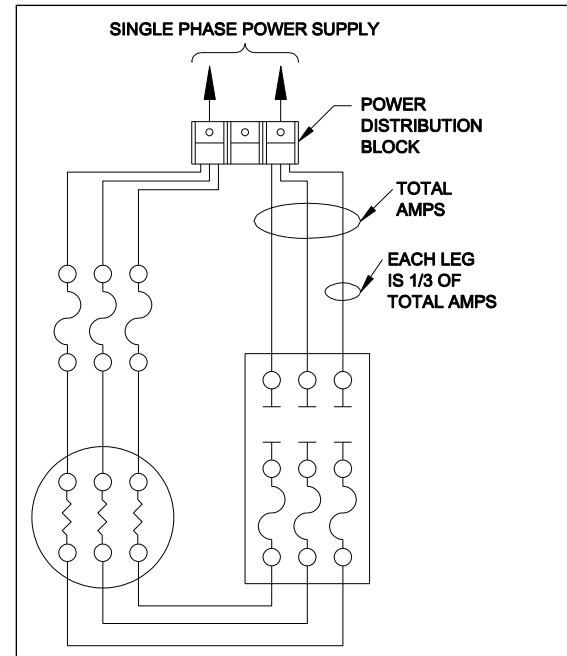 SINGLE PHASE POWER SUPPLY
POWER
DISTRIBUTION
BLOCK
TOTAL
AMPS
EACH LEG
IS 1/3 OF
TOTAL AMPS